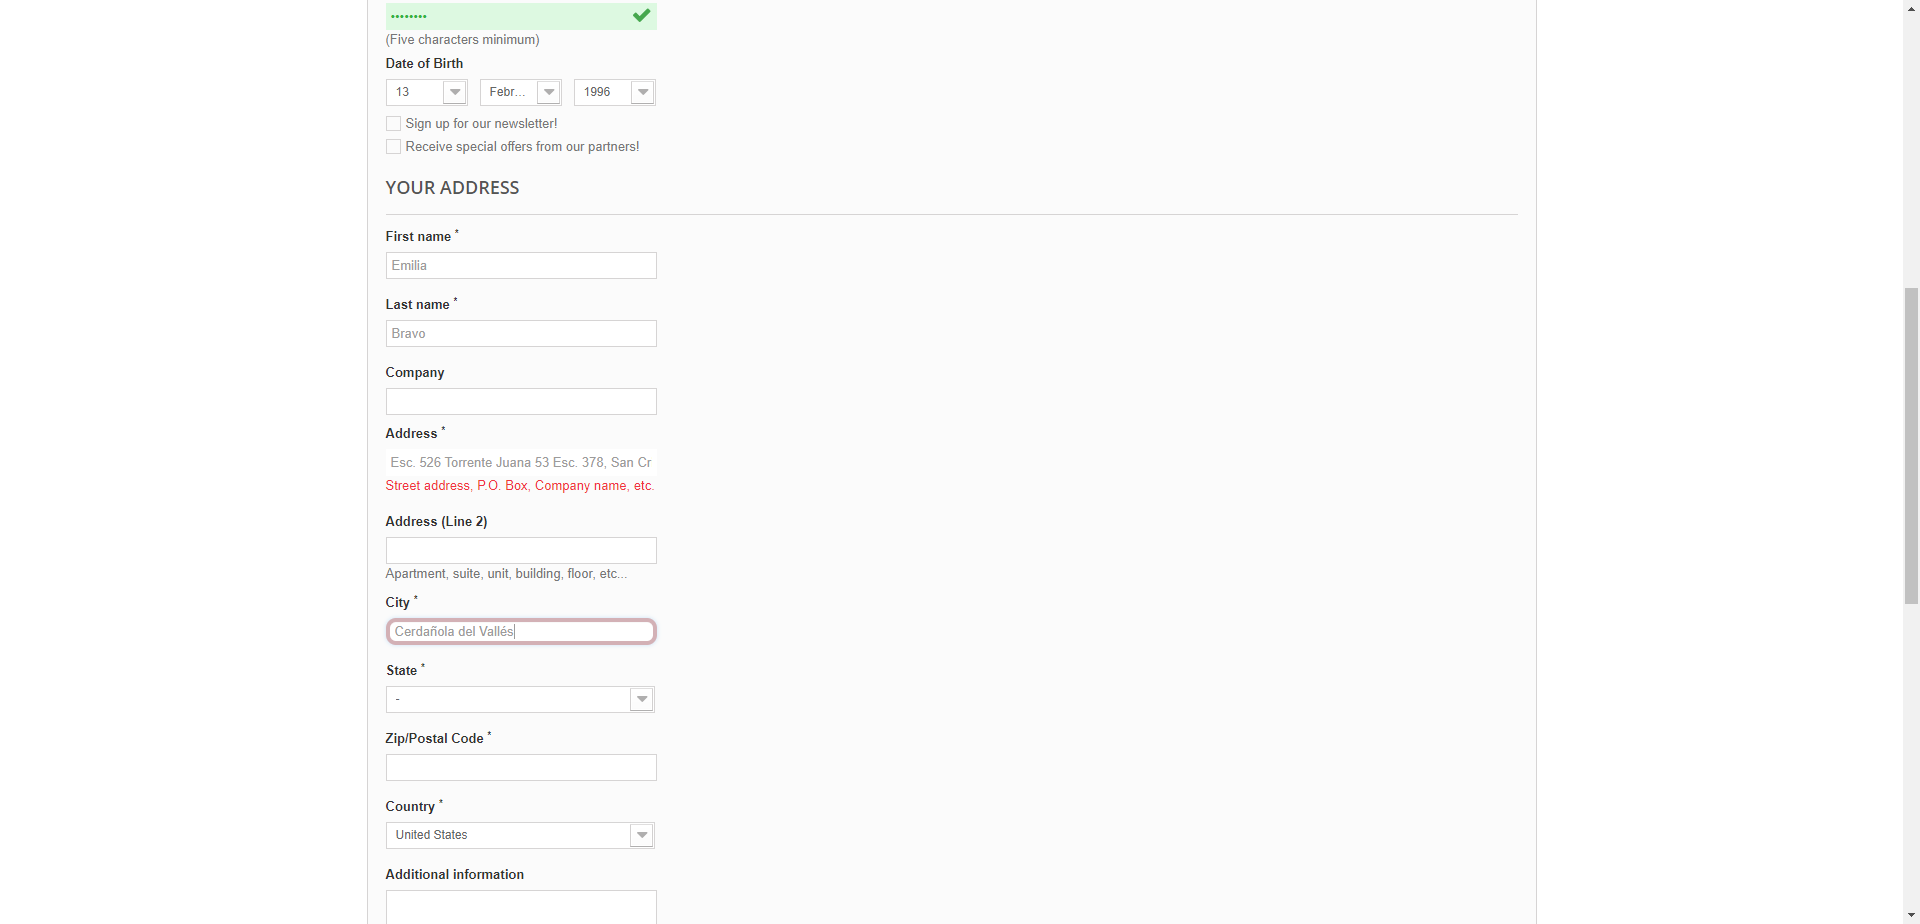 ••••••••
(Five characters minimum)
Date of Birth
13 Febr... 1996
Sign up for our newsletter!
Receive special offers from our partners!
YOUR ADDRESS
First name *
Emilia
Last name *
Bravo
Company
Address *
Esc. 526 Torrente Juana 53 Esc. 378, San Cr
Street address, P.O. Box, Company name, etc.
Address (Line 2)
Apartment, suite, unit, building, floor, etc...
City *
Cerdañola del Vallés
State *
-
Zip/Postal Code *
Country *
United States
Additional information